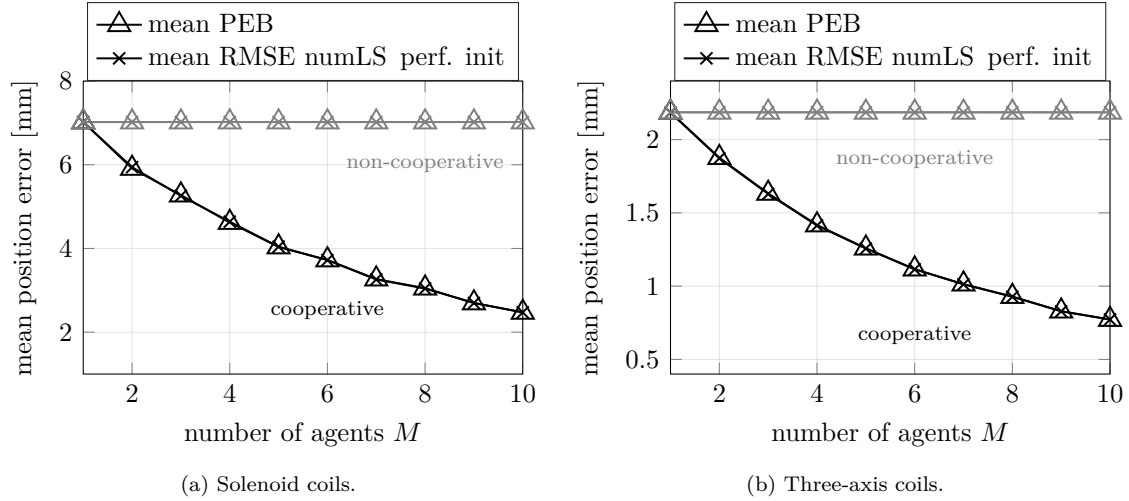 mean PEB
mean RMSE numLS perf. init
8
6
4
2
mean position error [mm]
non-cooperative
cooperative
2 4 6 8 10
number of agents M
(a) Solenoid coils.
mean PEB
mean RMSE numLS perf. init
2
1.5
1
0.5
mean position error [mm]
non-cooperative
cooperative
2 4 6 8 10
number of agents M
(b) Three-axis coils.